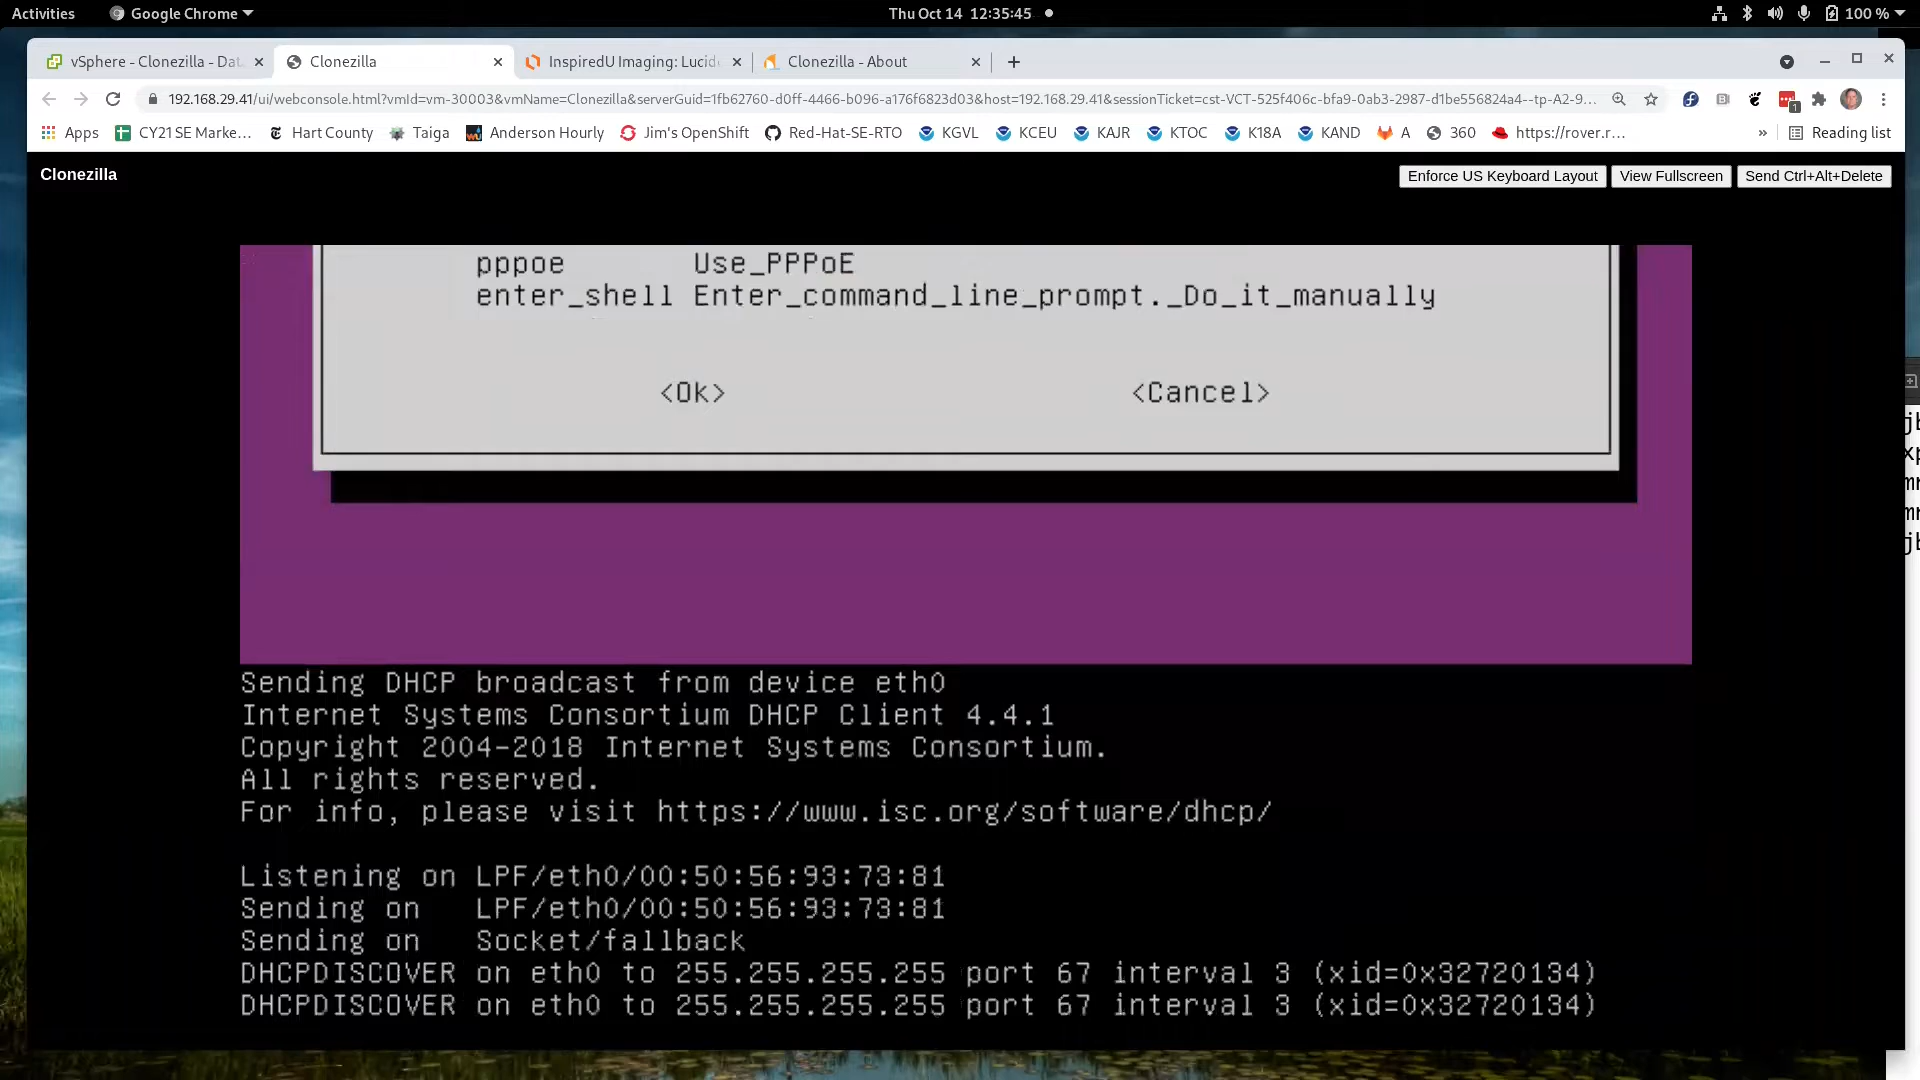 Activities Google Chrome Thu Oct 14 12:35:45 100 %
vSphere - Clonezilla - Dat Clonezilla InspiredU Imaging: Lucid Clonezilla - About
192.168.29.41/ui/webconsole.html?vmId=vm-30003&vmName=Clonezilla&serverGuid=1fb62760-d0ff-4466-b096-a176f6823d03&host=192.168.29.41&sessionTicket=cst-VCT-525f406c-bfa9-0ab3-2987-d1be556824a4--tp-A2-9... 1
Apps CY21 SE Marke... Hart County Taiga Anderson Hourly Jim's OpenShift Red-Hat-SE-RTO KGVL KCEU KAJR KTOC K18A KAND A 360 https://rover.r... » Reading list
Clonezilla Enforce US Keyboard Layout View Fullscreen Send Ctrl+Alt+Delete
pppoe Use_PPPoE
enter_shell Enter_command_line_prompt._Do_it_manually
<Ok> <Cancel>
Sending DHCP broadcast from device eth0
Internet Systems Consortium DHCP Client 4.4.1
Copyright 2004-2018 Internet Systems Consortium.
All rights reserved.
For info, please visit https://www.isc.org/software/dhcp/
Listening on LPF/eth0/00:50:56:93:73:81
Sending on LPF/eth0/00:50:56:93:73:81
Sending on Socket/fallback
DHCPDISCOVER on eth0 to 255.255.255.255 port 67 interval 3 (xid=0x32720134)
DHCPDISCOVER on eth0 to 255.255.255.255 port 67 interval 3 (xid=0x32720134)